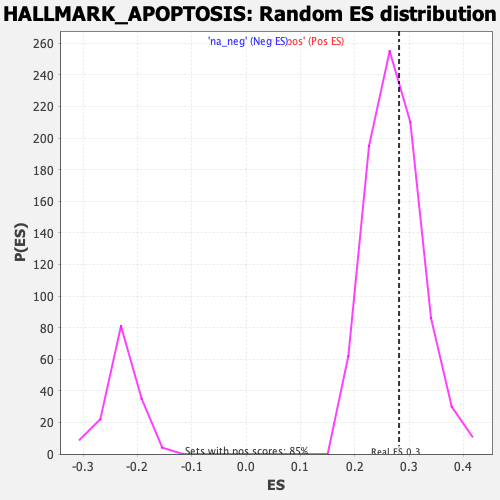 HALLMARK_APOPTOSIS: Random ES distribution
'na_neg' (Neg ES) pos' (Pos ES)
260
240
220
200
180
160
140
120
100
80
60
40
20
0
P(ES)
Sets with pos scores: 85%
Real ES 0.3
-0.3 -0.2 -0.1 0.0 0.1 0.2 0.3 0.4
ES